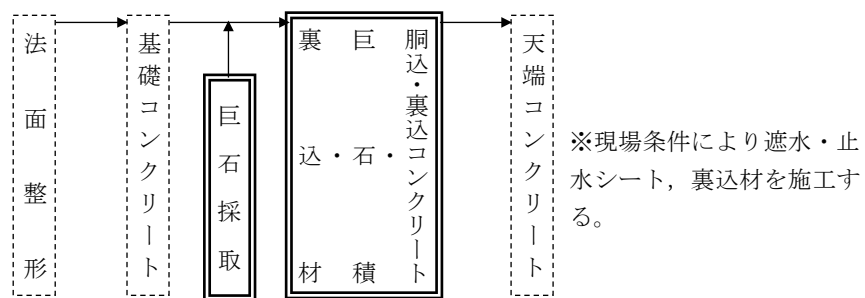 法面整形
基礎コンクリート
巨石採取
胴込・裏込コンクリート
・
巨石積
・
裏込材
天端コンクリート
※現場条件により遮水・止
水シート，裏込材を施工す
る。